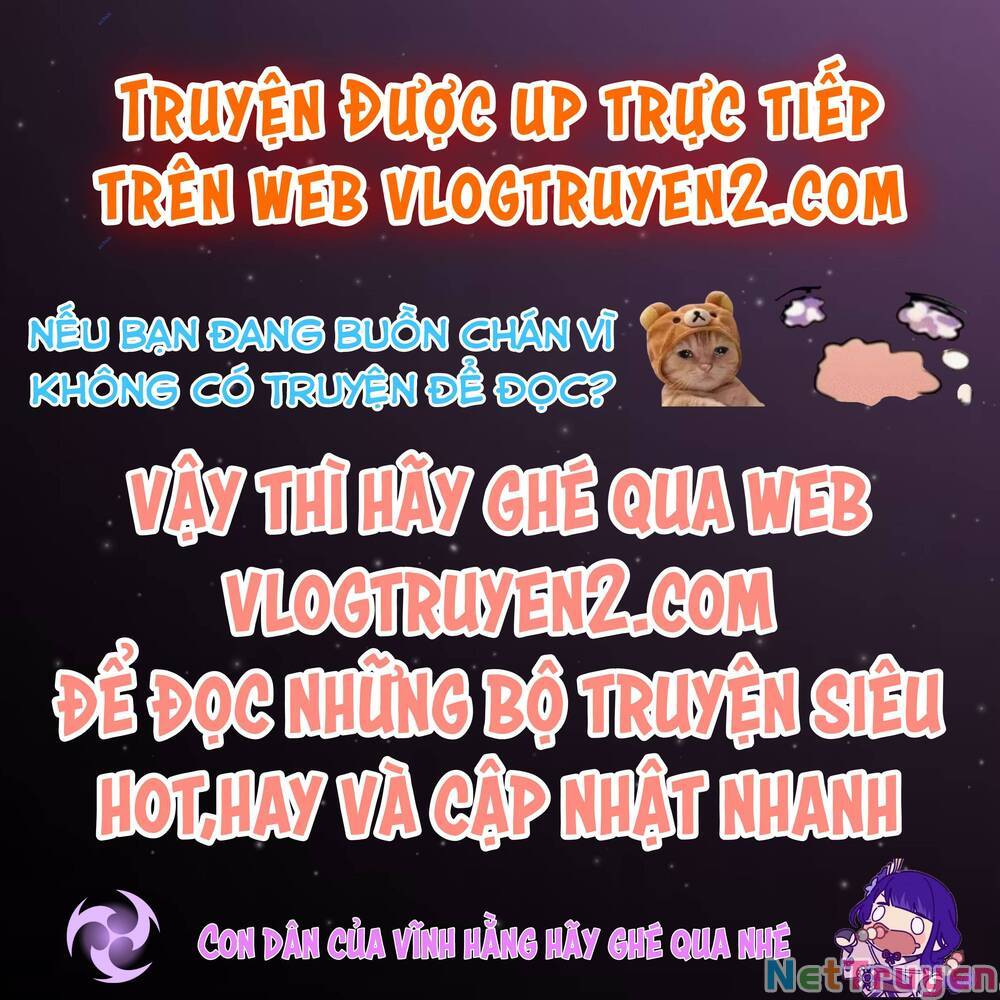 Truyện Được up trực tiếp
trên web vlogtruyen2.com
Nếu bạn đang buồn chán vì
không có truyện để đọc?
Vậy thì hãy ghé qua web
vlogtruyen2.com
để đọc những bộ truyện siêu
hot,hay và cập nhật nhanh
Con dân của vĩnh hằng hãy ghé qua nhé
NetTruyen